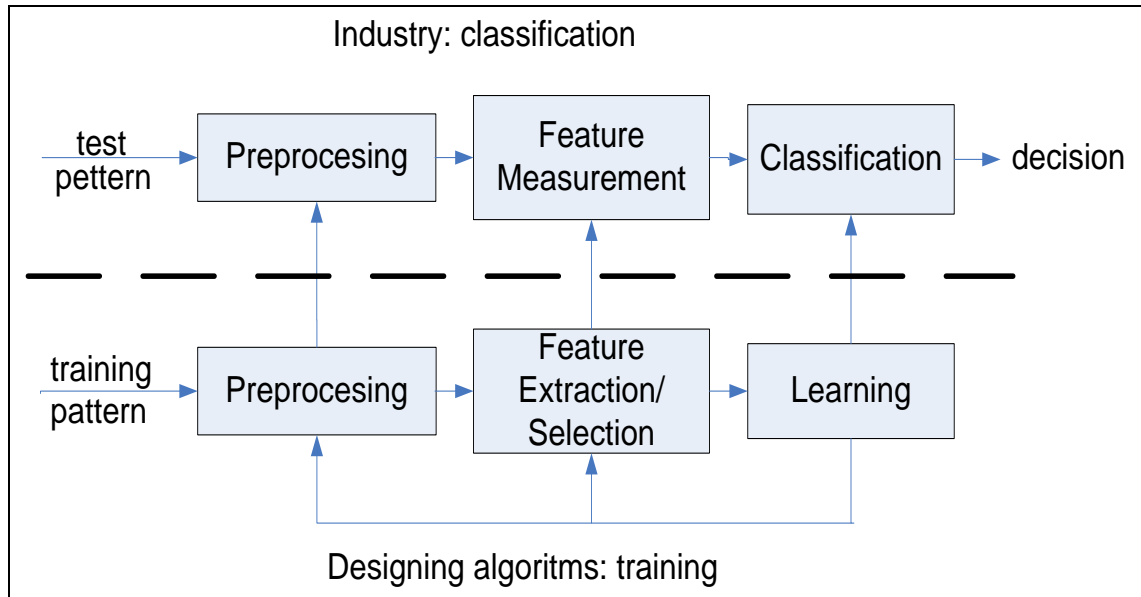 Industry: classification
test
pettern
Preprocesing
Feature
Measurement
Classification
decision
training
pattern
Preprocesing
Feature
Extraction/
Selection
Learning
Designing algoritms: training